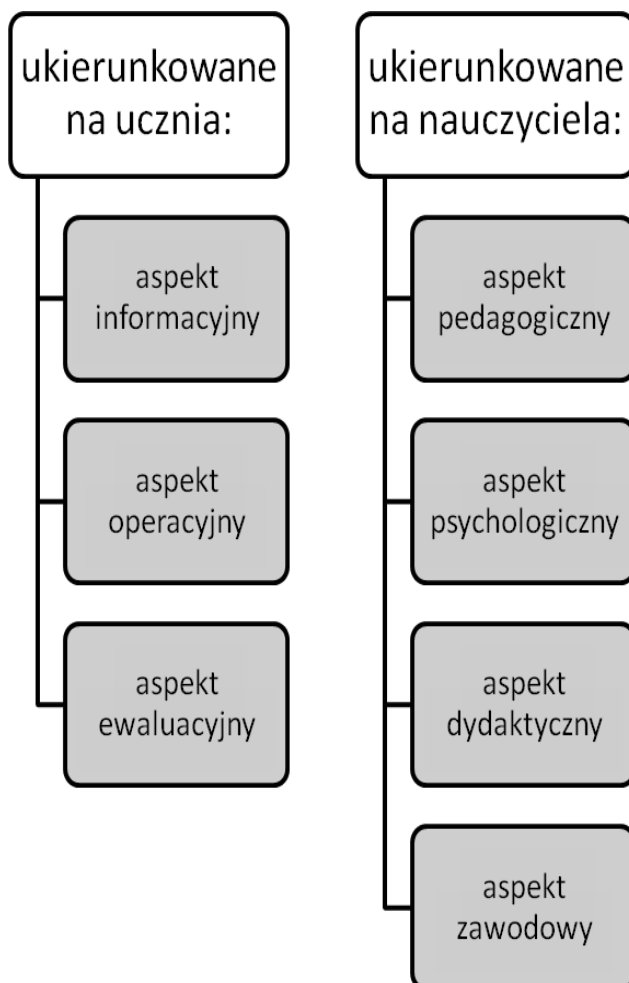 ukierunkowane
na ucznia:
aspekt
informacyjny
aspekt
operacyjny
aspekt
ewaluacyjny
ukierunkowane
na nauczyciela:
aspekt
pedagogiczny
aspekt
psychologiczny
aspekt
dydaktyczny
aspekt
zawodowy